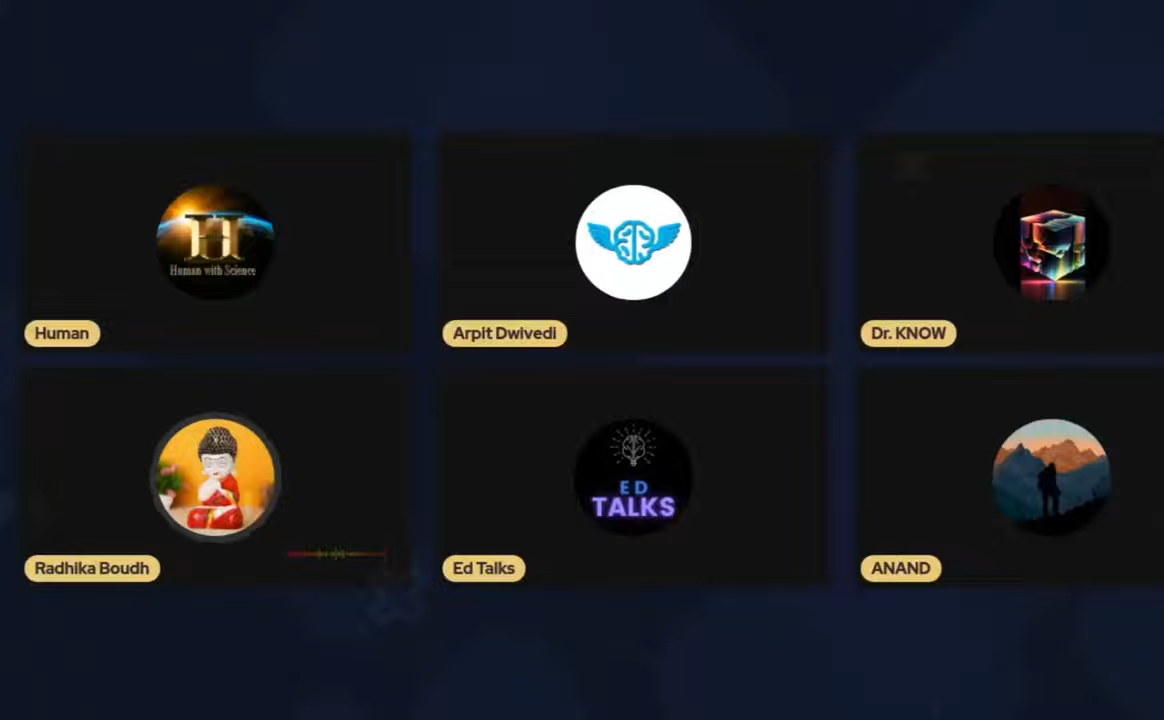 H
Human with Science
Human
Arpit Dwivedi
Dr. KNOW
Radhika Boudh
ED
TALKS
Ed Talks
ANAND